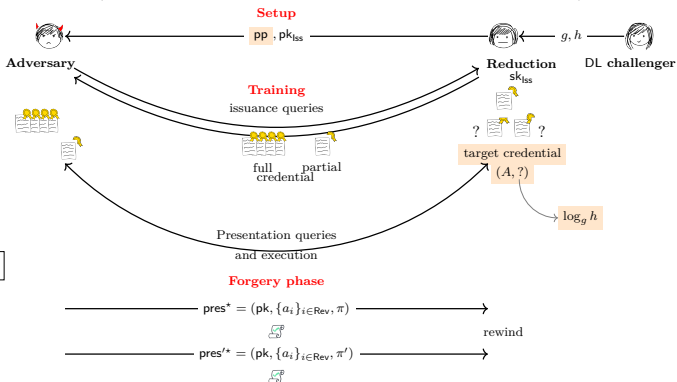 Setup
pp , pk_Iss
g, h
Adversary
Reduction
DL challenger
sk_Iss
Training
issuance queries
? ?
full partial
credential
target credential
(A, ?)
log_g h
Presentation queries
and execution
Forgery phase
pres* = (pk, {a_i}_{i∈Rev}, π)
rewind
pres′* = (pk, {a_i}_{i∈Rev}, π′)